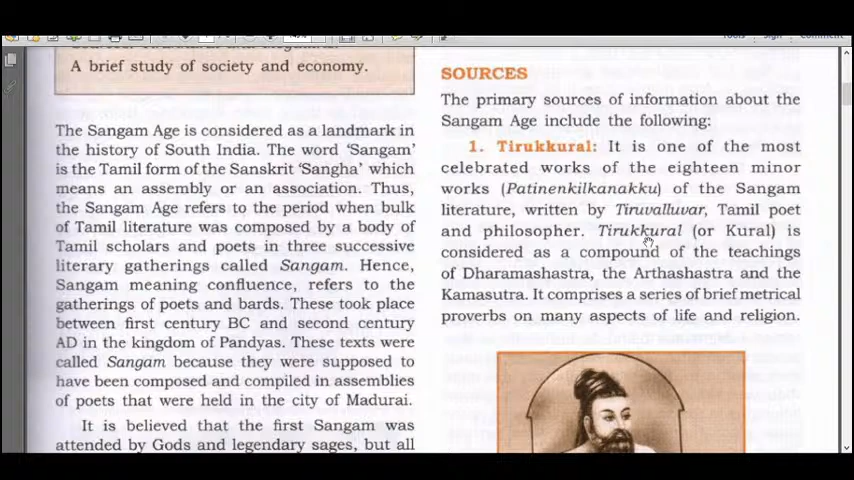 A brief study of society and economy.
The Sangam Age is considered as a landmark in
the history of South India. The word ‘Sangam’
is the Tamil form of the Sanskrit ‘Sangha’ which
means an assembly or an association. Thus,
the Sangam Age refers to the period when bulk
of Tamil literature was composed by a body of
Tamil scholars and poets in three successive
literary gatherings called Sangam. Hence,
Sangam meaning confluence, refers to the
gatherings of poets and bards. These took place
between first century BC and second century
AD in the kingdom of Pandyas. These texts were
called Sangam because they were supposed to
have been composed and compiled in assemblies
of poets that were held in the city of Madurai.
It is believed that the first Sangam was
attended by Gods and legendary sages, but all
SOURCES
The primary sources of information about the
Sangam Age include the following:
1. Tirukkural: It is one of the most
celebrated works of the eighteen minor
works (Patinenkilkanakku) of the Sangam
literature, written by Tiruvalluvar, Tamil poet
and philosopher. Tirukkural (or Kural) is
considered as a compound of the teachings
of Dharamashastra, the Arthashastra and the
Kamasutra. It comprises a series of brief metrical
proverbs on many aspects of life and religion.